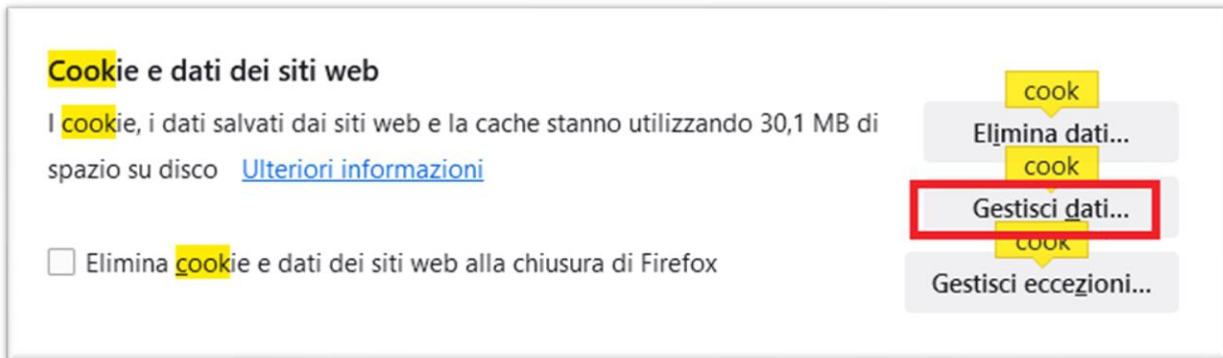 Cookie e dati dei siti web
I cookie, i dati salvati dai siti web e la cache stanno utilizzando 30,1 MB di
spazio su disco Ulteriori informazioni
Elimina cookie e dati dei siti web alla chiusura di Firefox
cook
Elimina dati...
cook
Gestisci dati...
cook
Gestisci eccezioni...